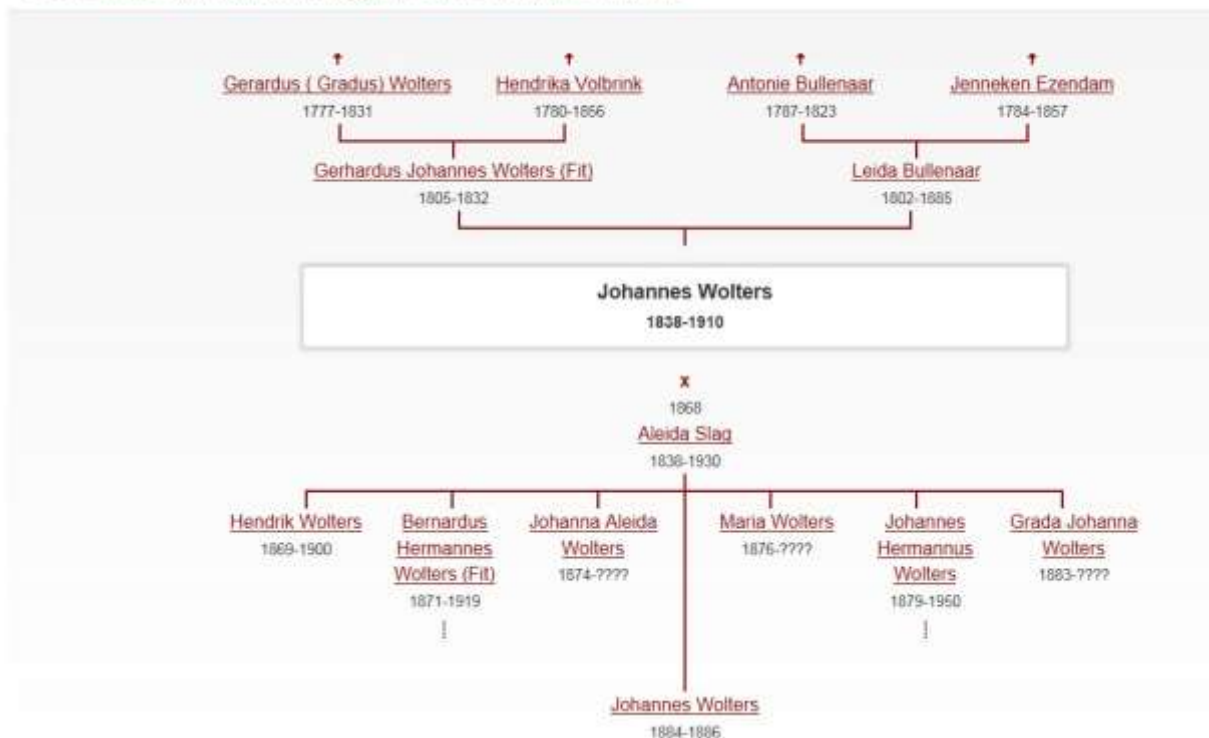 Gerardus ( Gradus) Wolters
Hendrika Volbrink
Antonie Bullenaar
Jenneken Ezendam
1777-1831
1780-1856
1787-1823
1784-1857
Gerhardus Johannes Wolters (Fit)
Leida Bullenaar
1805-1832
1802-1885
Johannes Wolters
1838-1910
x
1868
Aleida Slag
1838-1930
Hendrik Wolters
1869-1900
Bernardus
Hermannes
Wolters (Fit)
1871-1919
Johanna Aleida
Wolters
1874-????
Maria Wolters
1876-????
Johannes
Hermannus
Wolters
1879-1950
Grada Johanna
Wolters
1883-????
Johannes Wolters
1884-1886